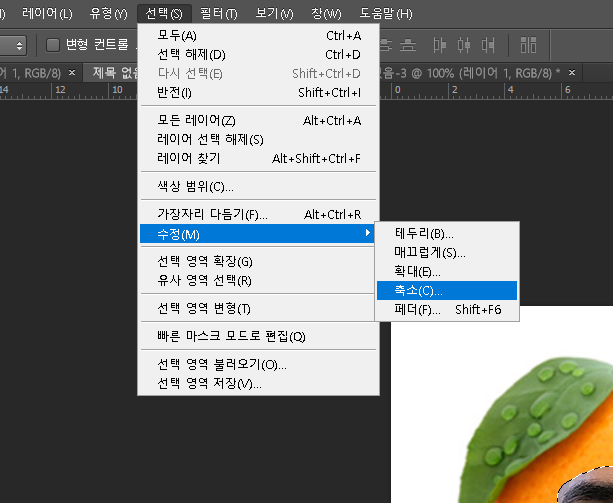 레이어(L) 유형(Y) 선택(S) 필터(T) 보기(V) 창(W) 도움말(H)
변형 컨트롤
1, RGB/8) × 제목 없음-3 @ 100% (레이어 1, RGB/8) * ×
14 12 10 0 2 4 6
모두(A) Ctrl+A
선택 해제(D) Ctrl+D
다시 선택(E) Shift+Ctrl+D
반전(I) Shift+Ctrl+I
모든 레이어(Z) Alt+Ctrl+A
레이어 선택 해제(S)
레이어 찾기 Alt+Shift+Ctrl+F
색상 범위(C)...
가장자리 다듬기(F)... Alt+Ctrl+R
수정(M)
테두리(B)...
매끄럽게(S)...
확대(E)...
축소(C)...
페더(F)... Shift+F6
선택 영역 확장(G)
유사 영역 선택(R)
선택 영역 변형(T)
빠른 마스크 모드로 편집(Q)
선택 영역 불러오기(O)...
선택 영역 저장(V)...